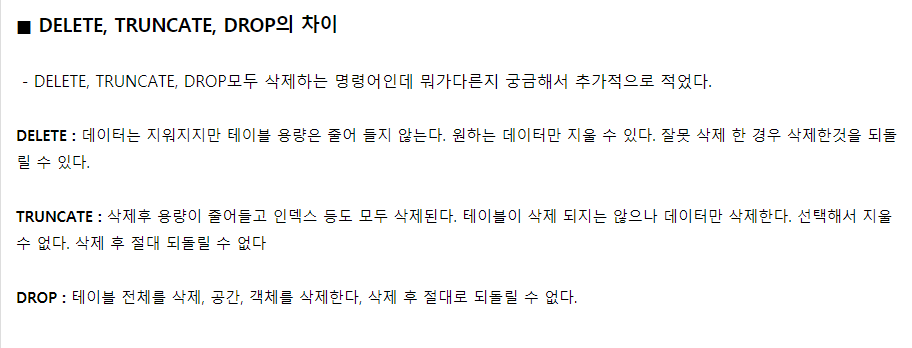 ■ DELETE, TRUNCATE, DROP의 차이
- DELETE, TRUNCATE, DROP모두 삭제하는 명령어인데 뭐가다른지 궁금해서 추가적으로 적었다.
DELETE : 데이터는 지워지지만 테이블 용량은 줄어 들지 않는다. 원하는 데이터만 지울 수 있다. 잘못 삭제 한 경우 삭제한것을 되돌
릴 수 있다.
TRUNCATE : 삭제후 용량이 줄어들고 인덱스 등도 모두 삭제된다. 테이블이 삭제 되지는 않으나 데이터만 삭제한다. 선택해서 지울
수 없다. 삭제 후 절대 되돌릴 수 없다
DROP : 테이블 전체를 삭제, 공간, 객체를 삭제한다, 삭제 후 절대로 되돌릴 수 없다.